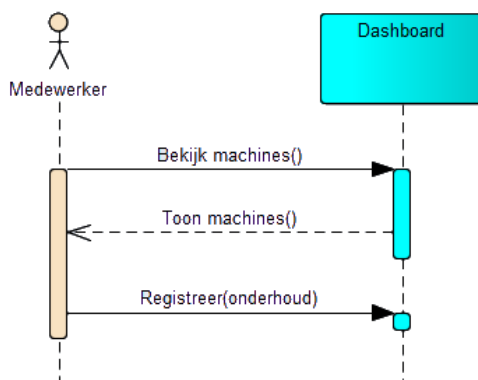 Dashboard
Medewerker
Bekijk machines()
Toon machines()
Registreer(onderhoud)